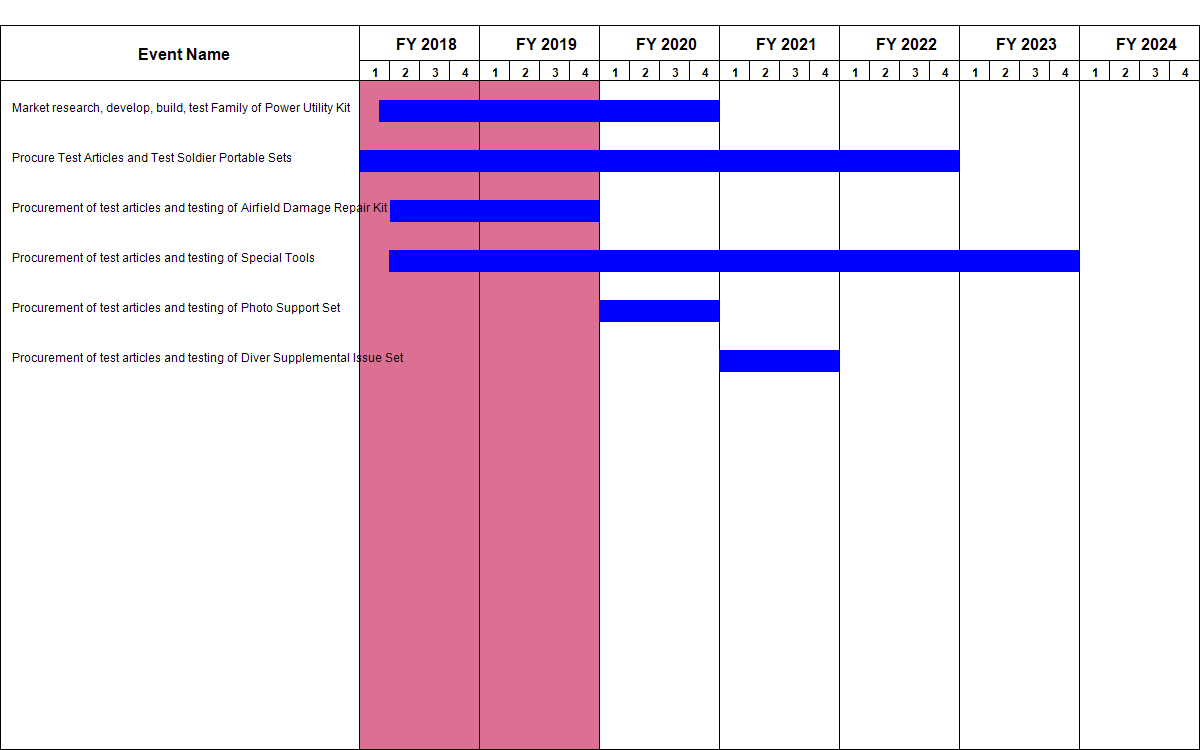 Event Name
FY 2018 FY 2019 FY 2020 FY 2021 FY 2022 FY 2023 FY 2024
1 2 3 4 1 2 3 4 1 2 3 4 1 2 3 4 1 2 3 4 1 2 3 4 1 2 3 4
Market research, develop, build, test Family of Power Utility Kit
Procure Test Articles and Test Soldier Portable Sets
Procurement of test articles and testing of Airfield Damage Repair Kit
Procurement of test articles and testing of Special Tools
Procurement of test articles and testing of Photo Support Set
Procurement of test articles and testing of Diver Supplemental Issue Set